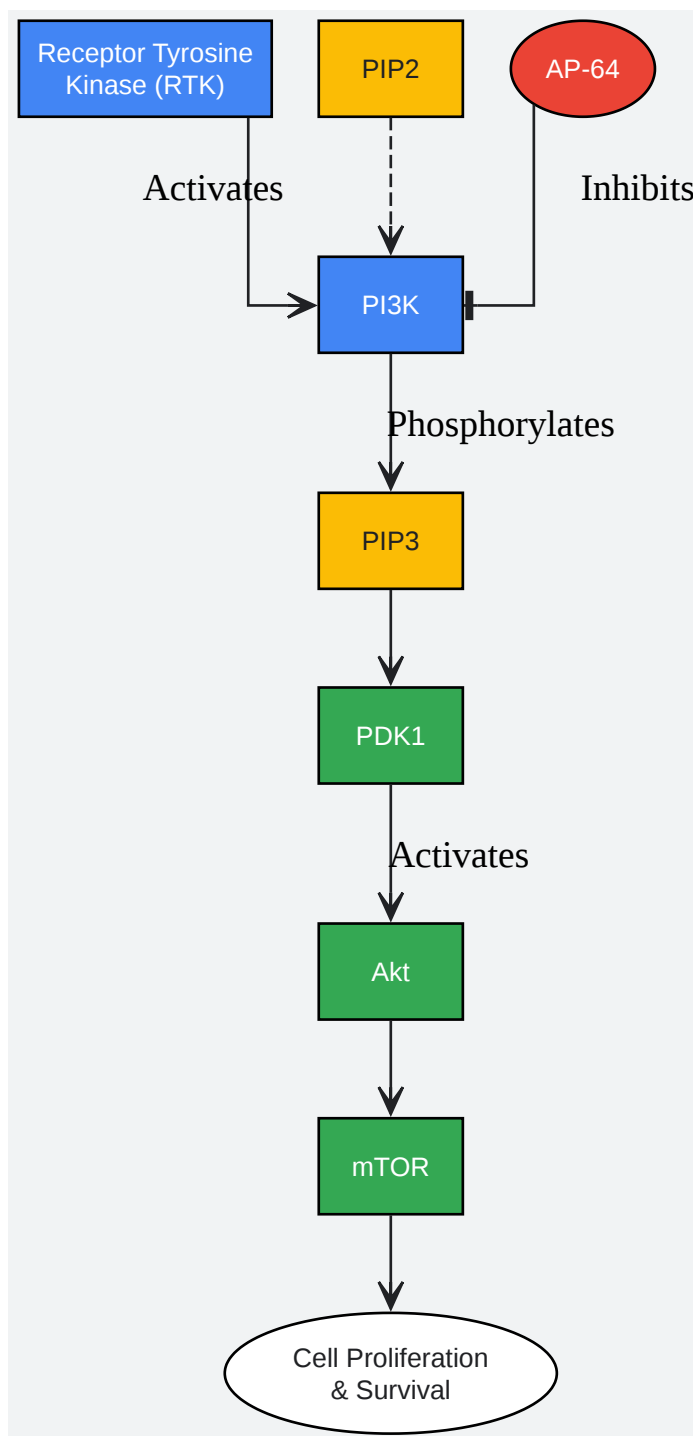 Receptor Tyrosine
Kinase (RTK)
PIP2
AP-64
Activates
Inhibits
PI3K
Phosphorylates
PIP3
PDK1
Activates
Akt
mTOR
Cell Proliferation
& Survival